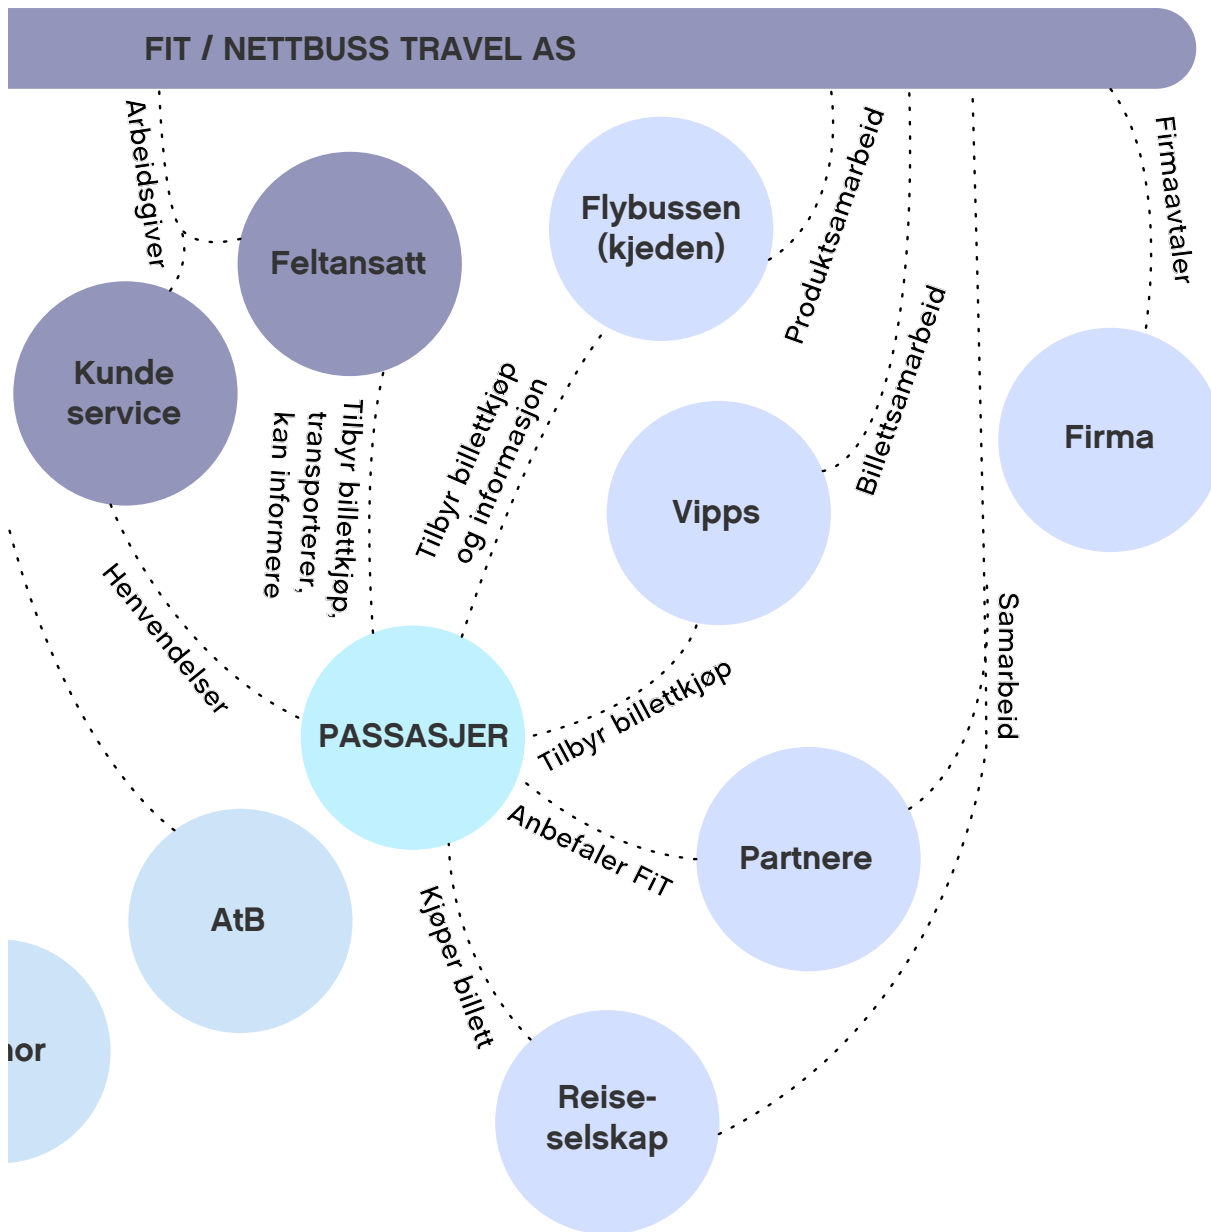 FIT / NETTBUSS TRAVEL AS
Arbeidsgiver
Feltansatt
Flybussen
(kjeden)
Produktsamarbeid
Firmaavtaler
Kunde
service
Tilbyr billettkjøp,
transporterer,
kan informere
Tilbyr billettkjøp
og informasjon
Vipps
Billettsamarbeid
Firma
Henvendelser
Samarbeid
PASSASJER
Tilbyr billettkjøp
Anbefaler FiT
Partnere
AtB
Kjøper billett
Reise-
selskap